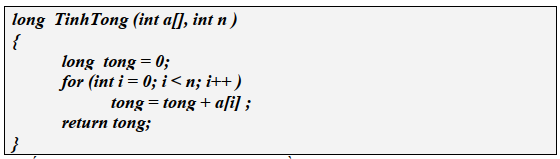 long TinhTong (int a[], int n )
{
long tong = 0;
for (int i = 0; i < n; i++ )
tong = tong + a[i] ;
return tong;
}